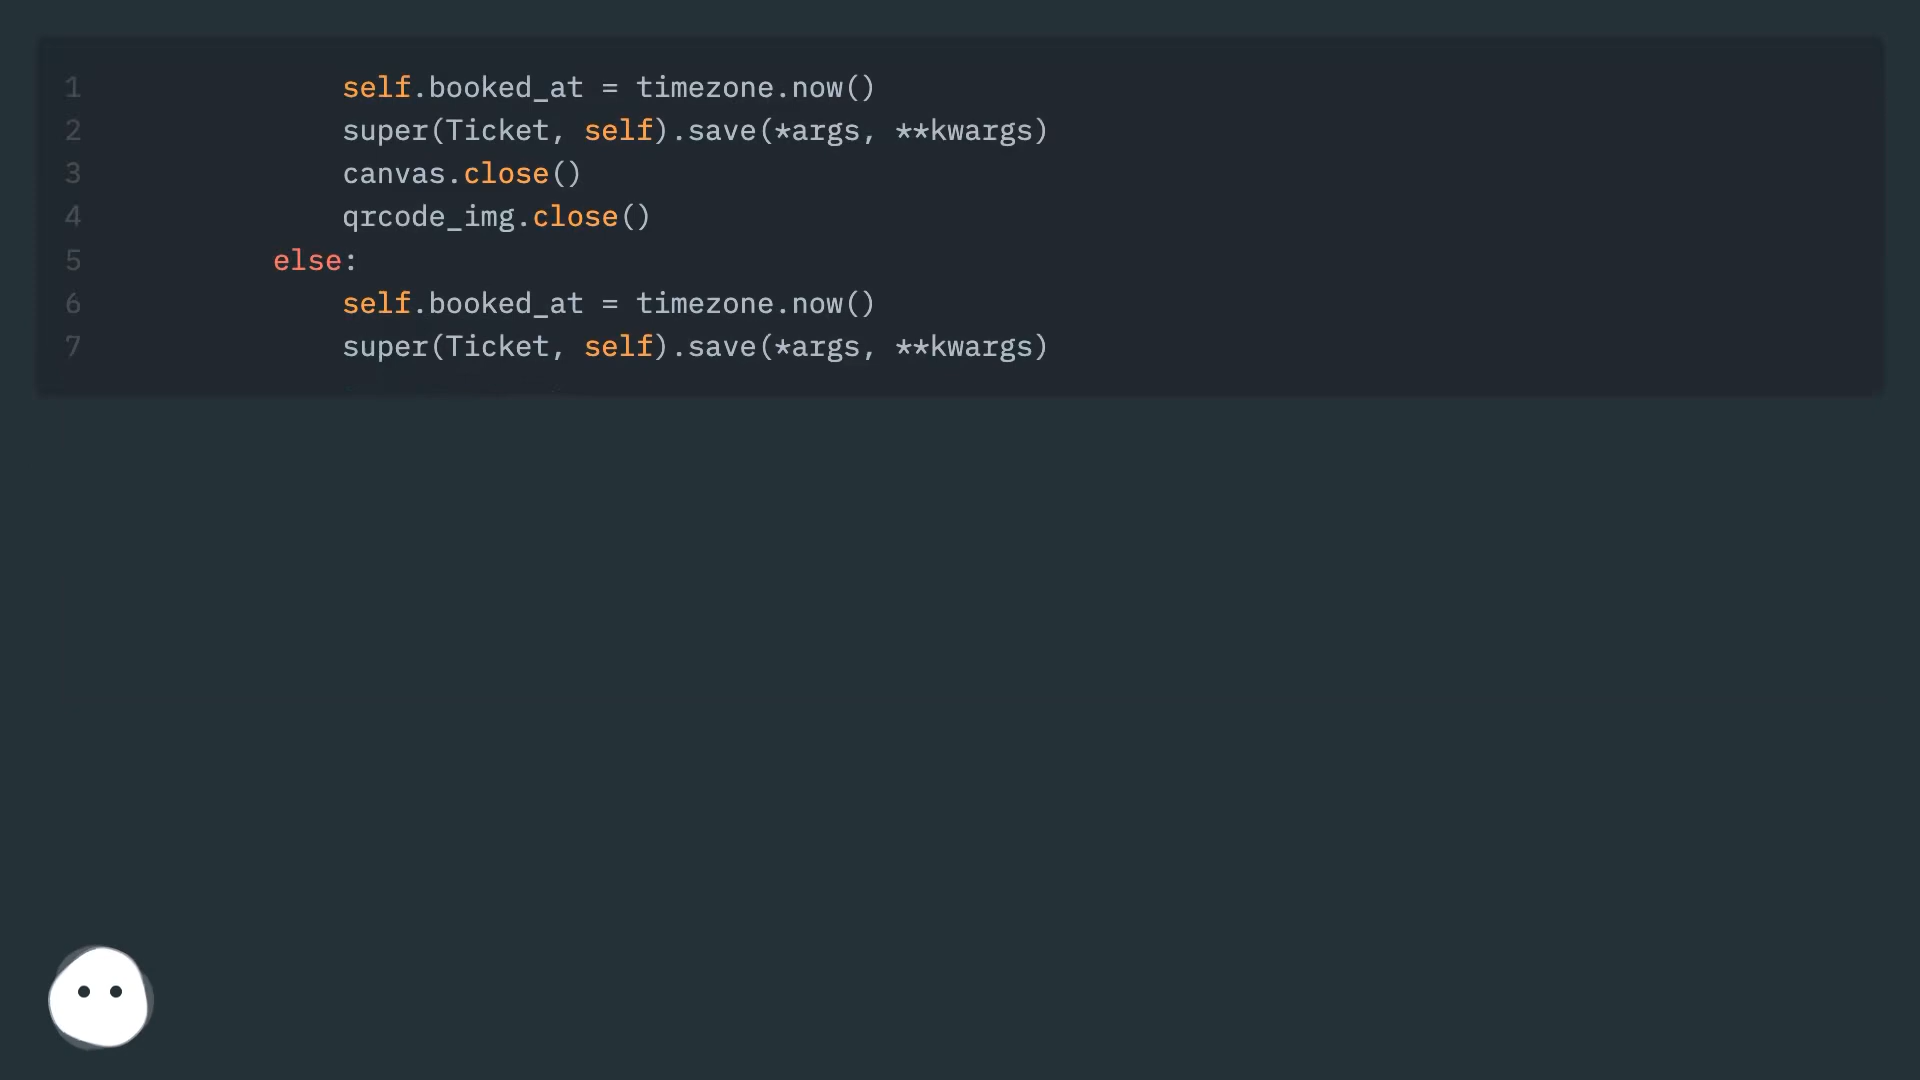 1 self.booked_at = timezone.now()
2 super(Ticket, self).save(*args, **kwargs)
3 canvas.close()
4 qrcode_img.close()
5 else:
6 self.booked_at = timezone.now()
7 super(Ticket, self).save(*args, **kwargs)